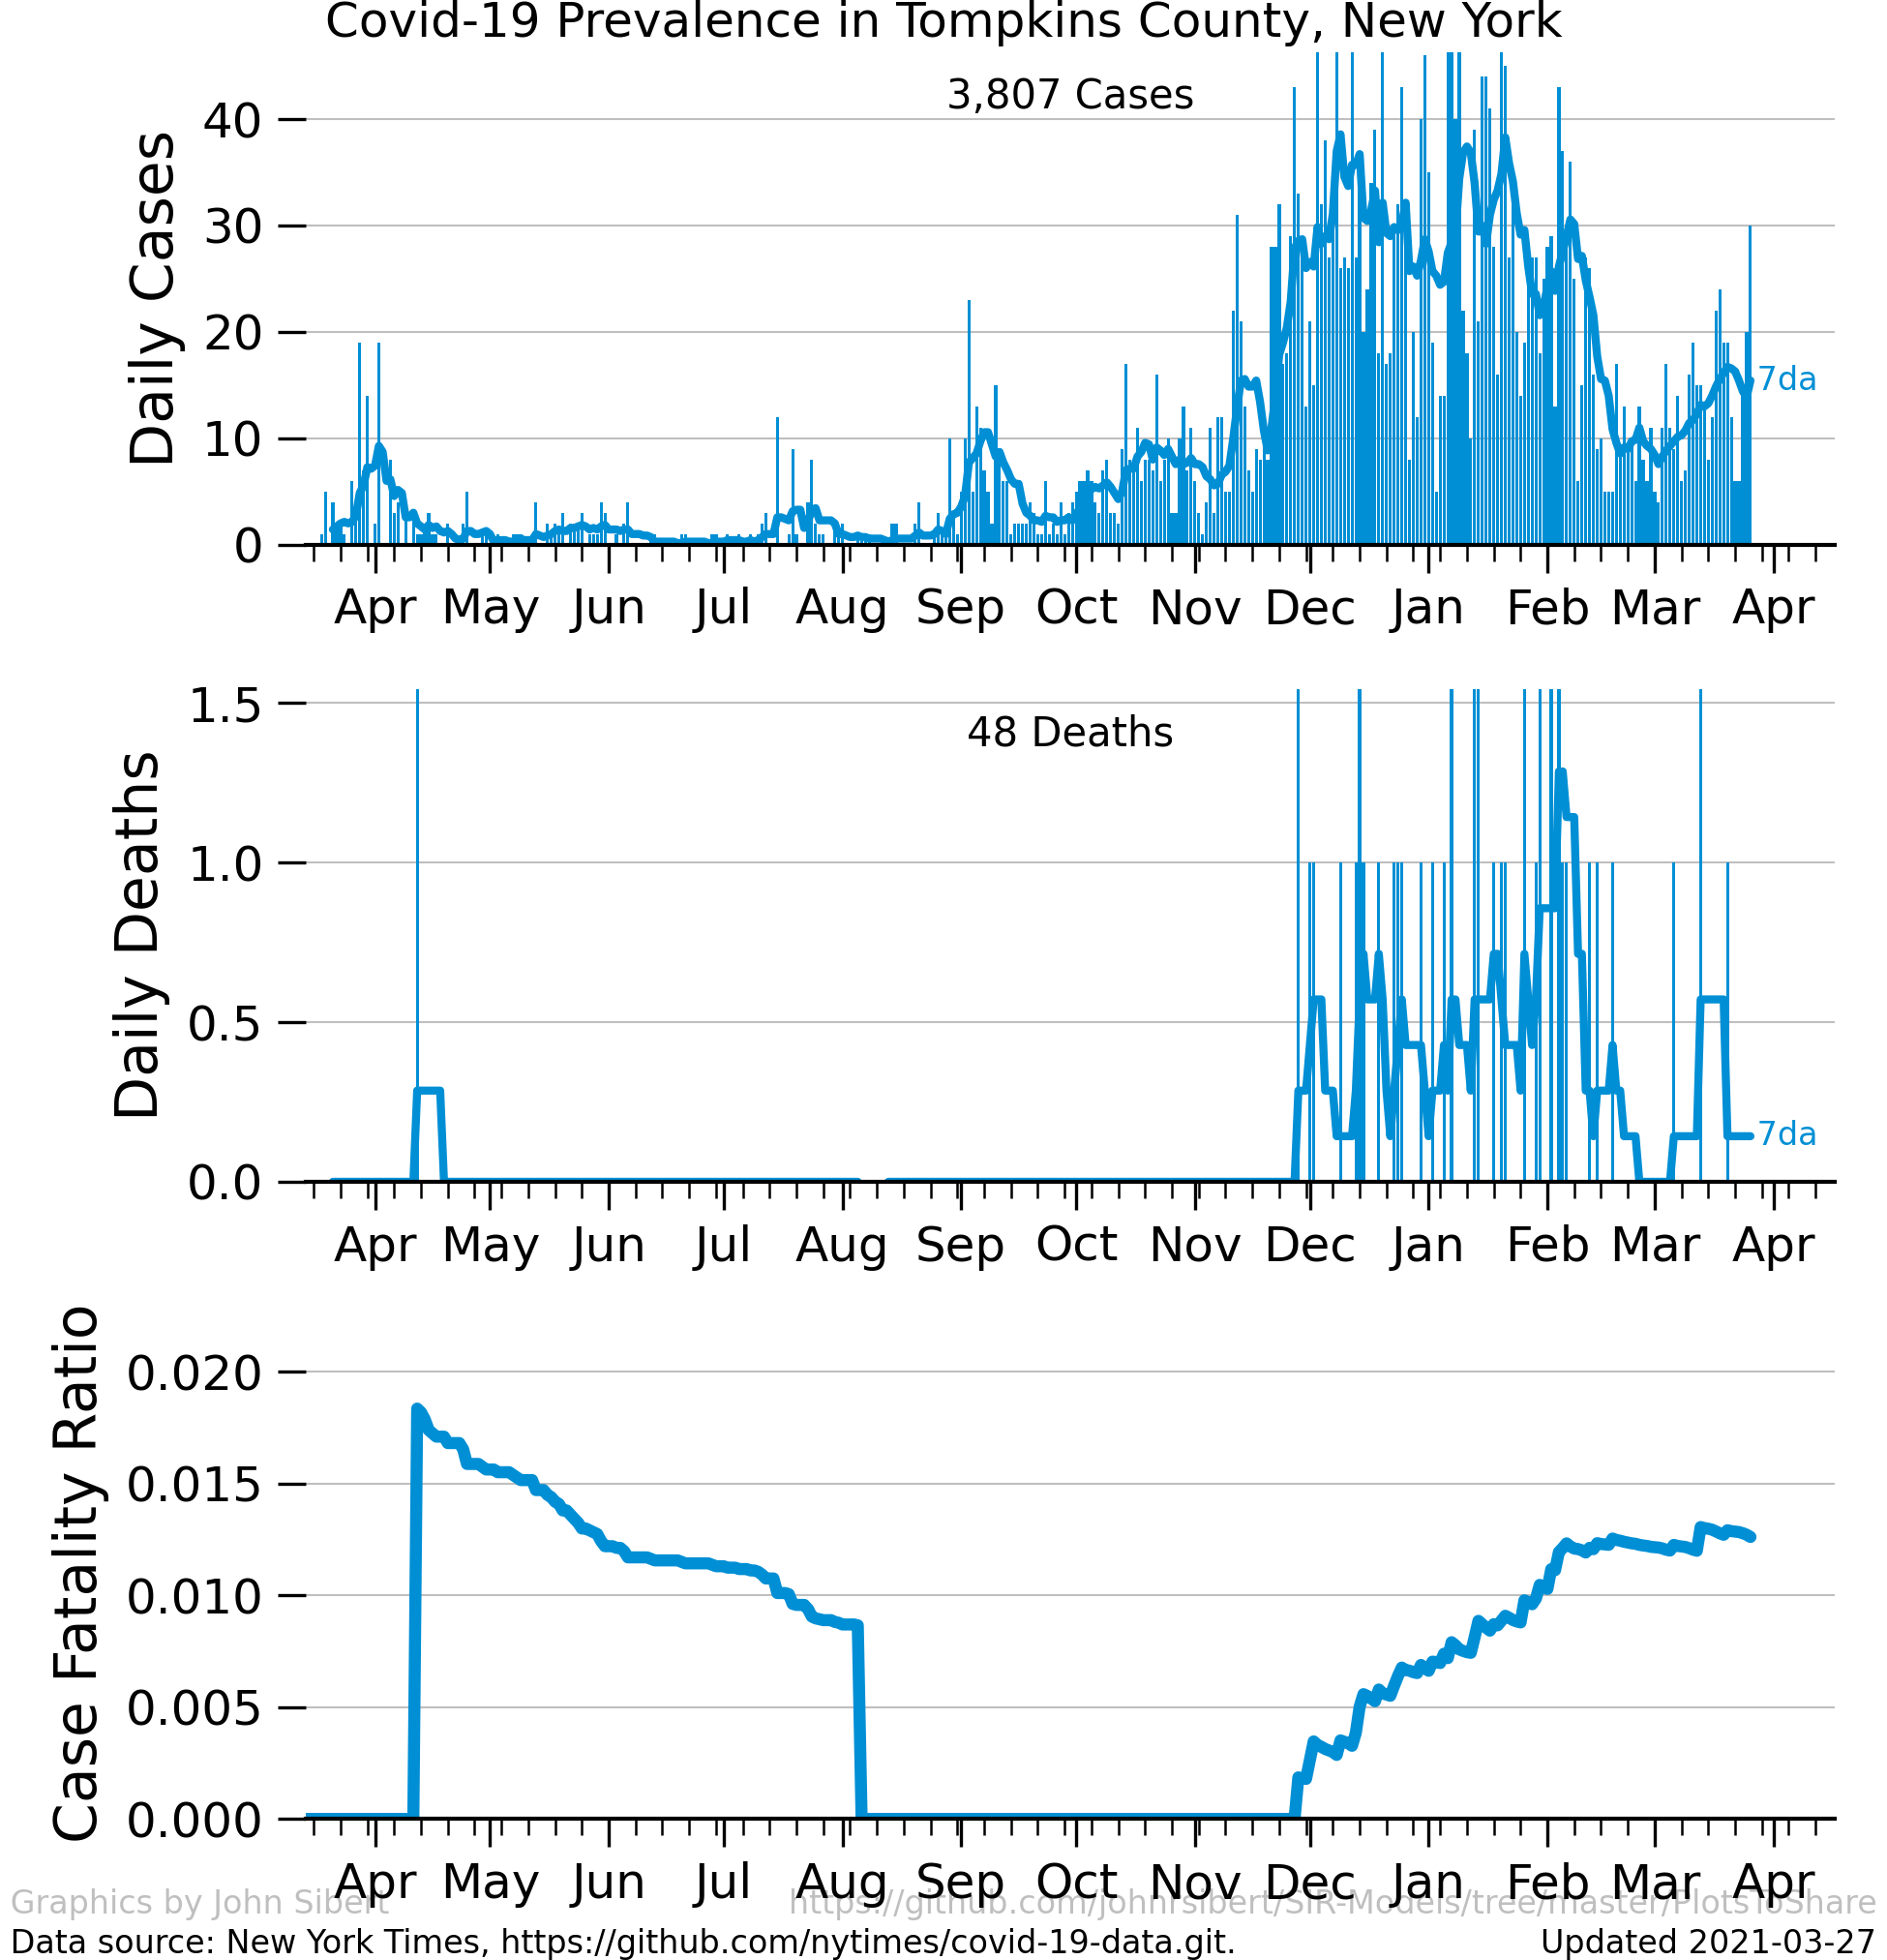 Covid-19 Prevalence in Tompkins County, New York
3,807 Cases
Daily Cases
40
30
20
10
0
7da
Apr May Jun Jul Aug Sep Oct Nov Dec Jan Feb Mar Apr
48 Deaths
Daily Deaths
1.5
1.0
0.5
0.0
7da
Apr May Jun Jul Aug Sep Oct Nov Dec Jan Feb Mar Apr
Case Fatality Ratio
0.020
0.015
0.010
0.005
0.000
Apr May Jun Jul Aug Sep Oct Nov Dec Jan Feb Mar Apr
Graphics by John Sibert https://github.com/johnrsibert/SIR-Models/tree/master/PlotsToShare
Data source: New York Times, https://github.com/nytimes/covid-19-data.git. Updated 2021-03-27